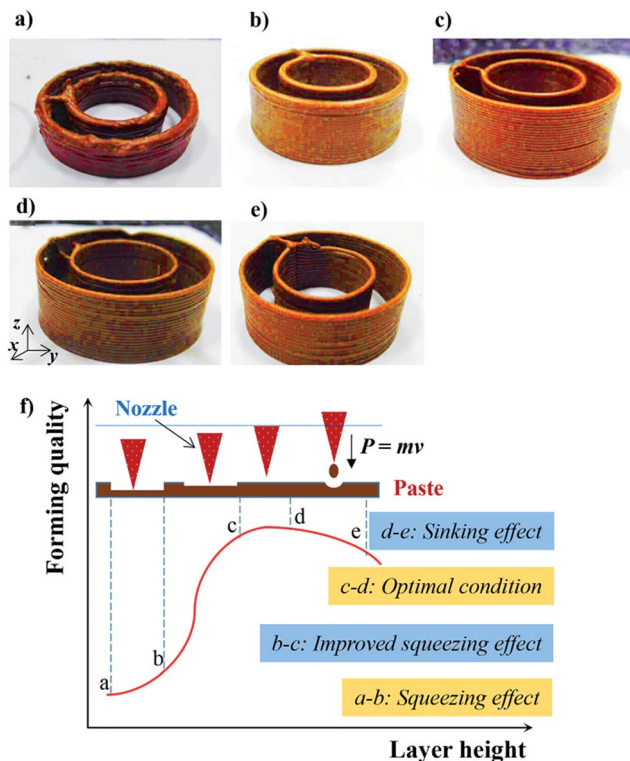 a)
b)
c)
d)
e)
z
x
y
f)
Nozzle
P = mv
Paste
Forming quality
a
b
c
d
e
d-e: Sinking effect
c-d: Optimal condition
b-c: Improved squeezing effect
a-b: Squeezing effect
Layer height